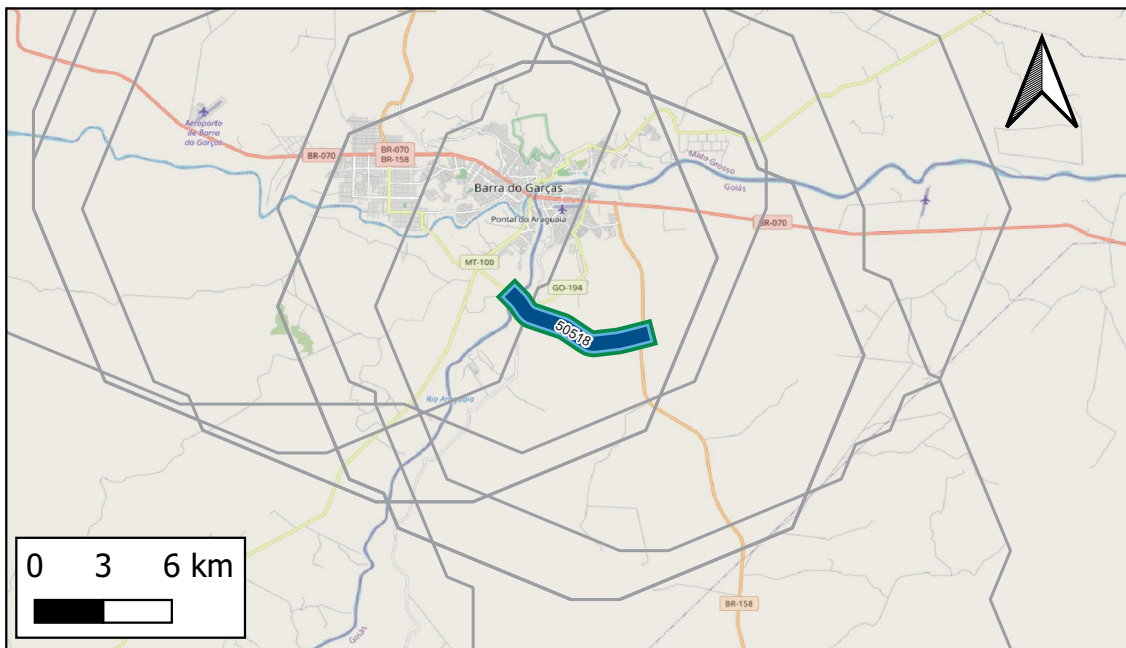 Aeroporto
de Barra
do Garças
BR-070
BR-070
BR-158
Barra do Garças
Pontal do Araguaia
Mato Grosso
Goiás
BR-070
MT-100
GO-194
50518
Rio Araguaia
BR-158
Goiás
0 3 6 km